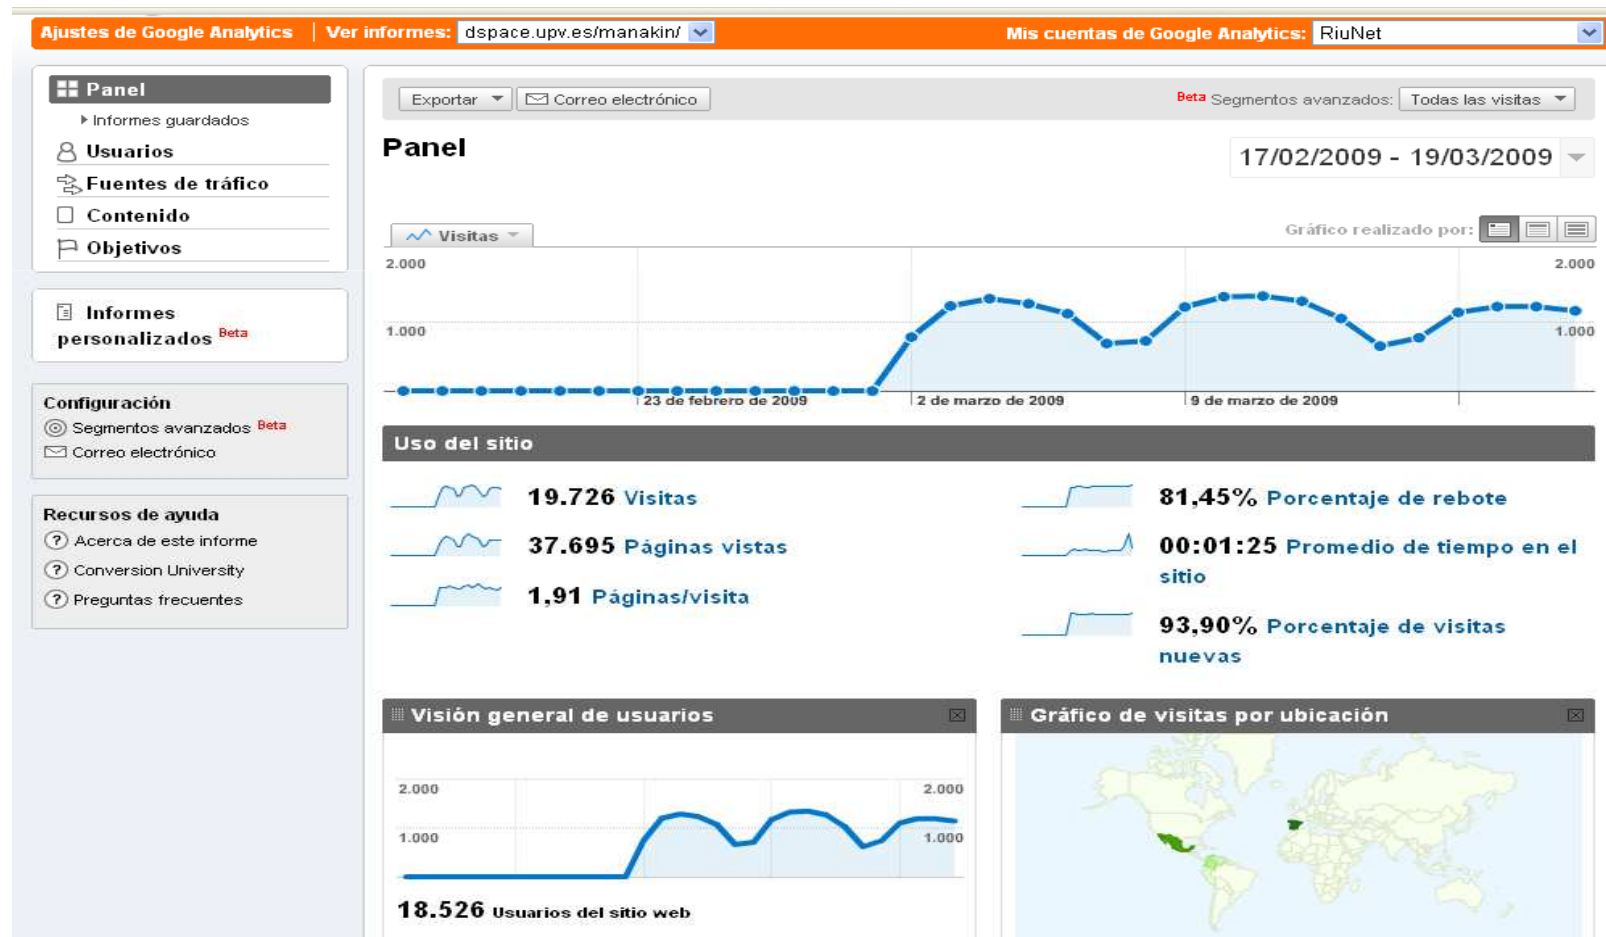 Ajustes de Google Analytics | Ver informes: dspace.upv.es/manakin/
Mis cuentas de Google Analytics: RiuNet
Panel
Informes guardados
Usuarios
Fuentes de tráfico
Contenido
Objetivos
Informes
personalizados Beta
Configuración
Segmentos avanzados Beta
Correo electrónico
Recursos de ayuda
Acerca de este informe
Conversion University
Preguntas frecuentes
Exportar
Correo electrónico
Beta Segmentos avanzados: Todas las visitas
Panel
17/02/2009 - 19/03/2009
Visitas
Gráfico realizado por:
2.000 2.000
1.000 1.000
23 de febrero de 2009 2 de marzo de 2009 9 de marzo de 2009
Uso del sitio
19.726 Visitas
37.695 Páginas vistas
1,91 Páginas/visita
81,45% Porcentaje de rebote
00:01:25 Promedio de tiempo en el
sitio
93,90% Porcentaje de visitas
nuevas
Visión general de usuarios
2.000 2.000
1.000 1.000
18.526 Usuarios del sitio web
Gráfico de visitas por ubicación